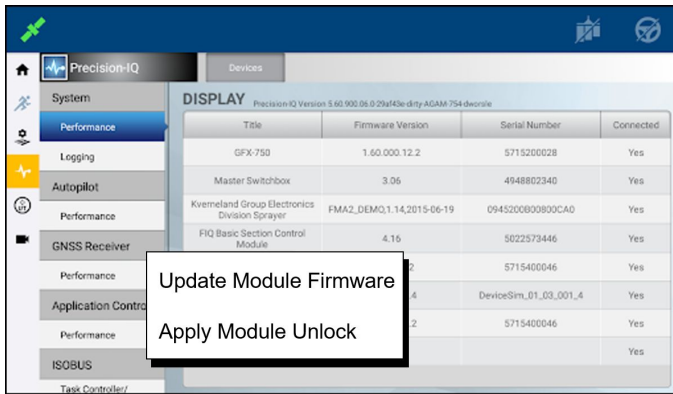 Precision-IQ
Devices
System
Performance
Logging
Autopilot
Performance
GNSS Receiver
Performance
Application Contro
Performance
ISOBUS
Task Controller/
DISPLAY Precision-IQ Version 5.60.900.06.0-29af43e-dirty-AGAM-754 dworsle
Title Firmware Version Serial Number Connected
GFX-750 1.60.000.12.2 5715200028 Yes
Master Switchbox 3.06 4948802340 Yes
Kverneland Group Electronics
Division Sprayer FMA2_DEMO,1.14,2015-06-19 0945200B00800CA0 Yes
FIQ Basic Section Control
Module 4.16 5022573446 Yes
2 5715400046 Yes
.4 DeviceSim_01_03_001_4 Yes
.2 5715400046 Yes
Yes
Update Module Firmware
Apply Module Unlock